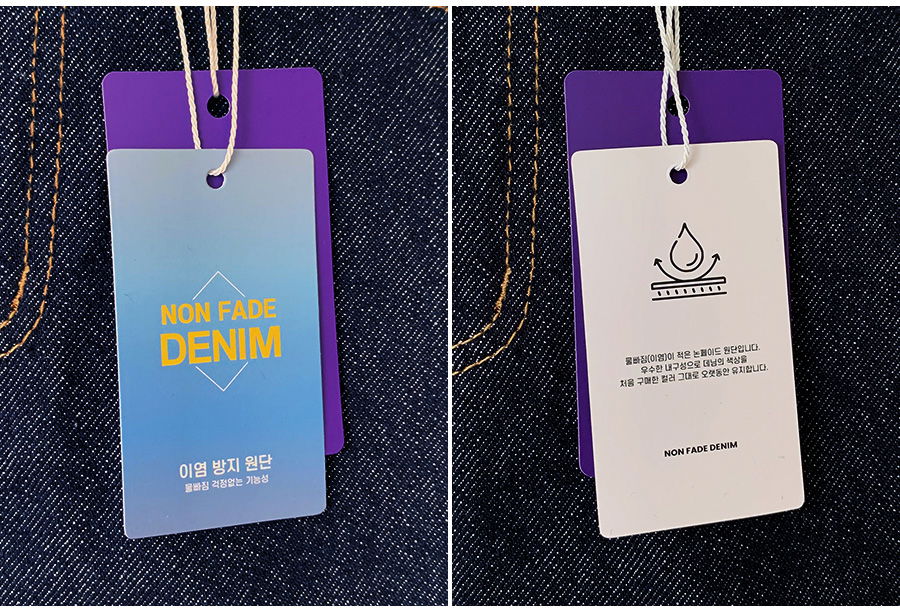 NON FADE
DENIM
이염 방지 원단
물빠짐 걱정없는 기능성
물빠짐(이염)이 적은 논페이드 원단입니다.
우수한 내구성으로 데님의 색상을
처음 구매한 컬러 그대로 오랫동안 유지합니다.
NON FADE DENIM